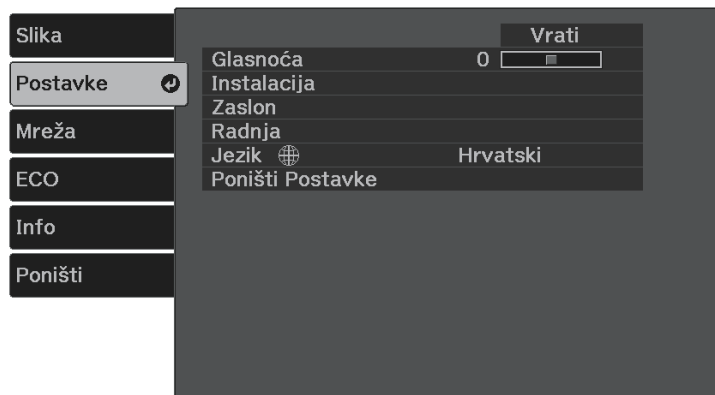 Slika
Postavke
Mreža
ECO
Info
Poništi
Vrati
Glasnoća 0
Instalacija
Zaslon
Radnja
Jezik Hrvatski
Poništi Postavke